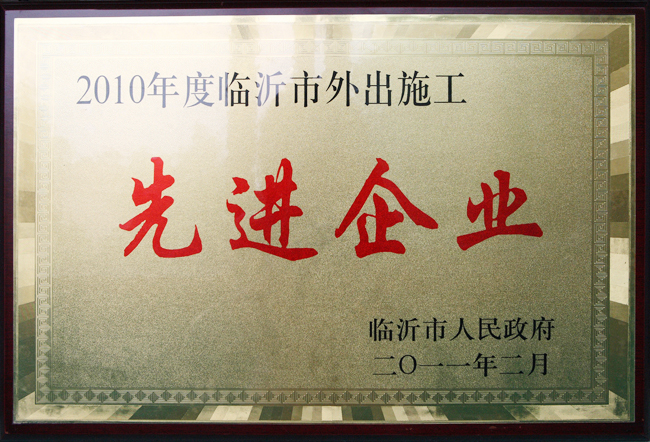 2010年度临沂市外出施工
先进企业
临沂市人民政府
二〇一一年二月